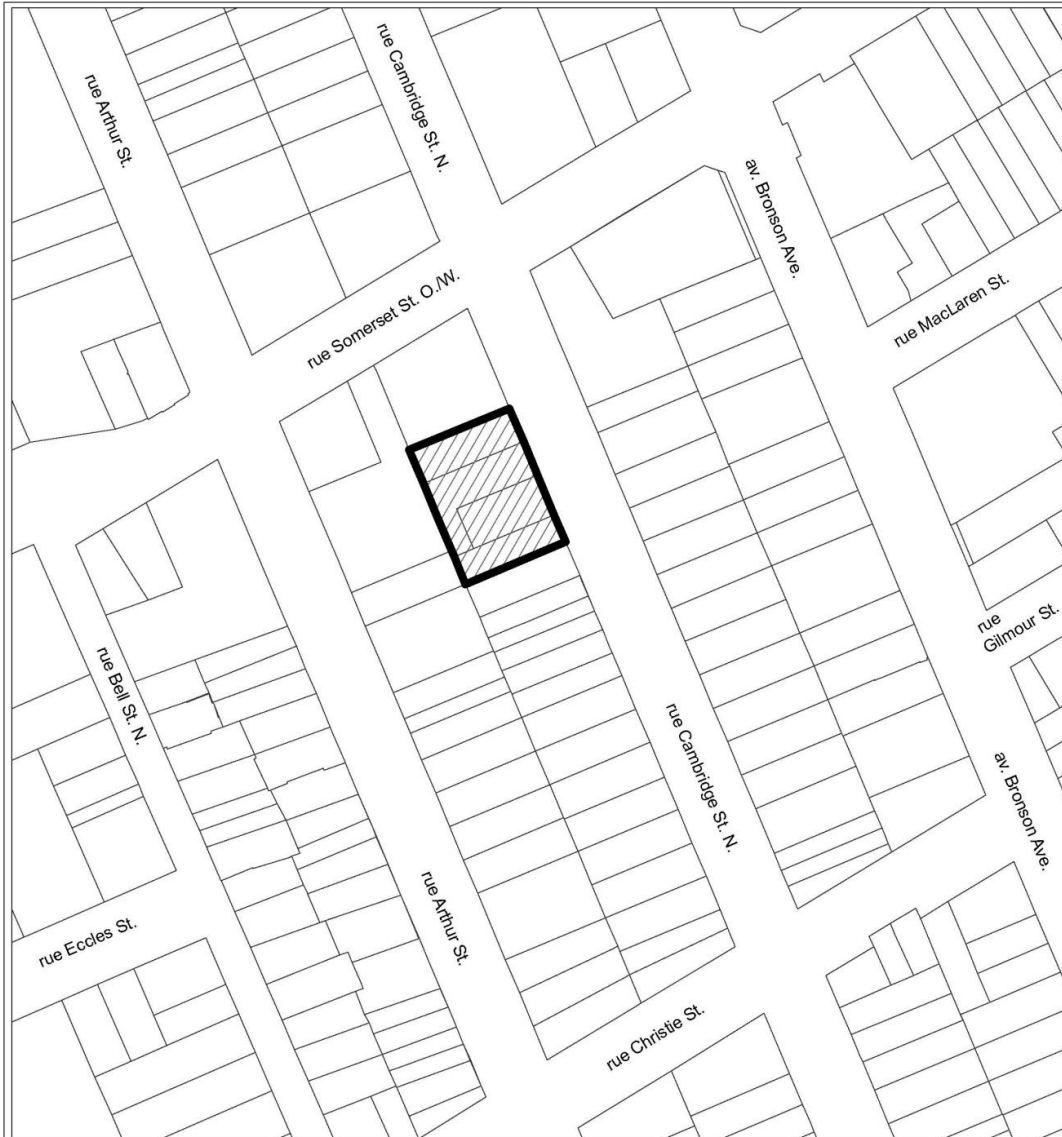 rue Arthur St.
rue Cambridge St. N.
av. Bronson Ave.
rue Somerset St. O./W.
rue MacLaren St.
rue
Gilmour St.
rue Bell St. N.
rue Cambridge St. N.
av. Bronson Ave.
rue Arthur St.
rue Eccles St.
rue Christie St.